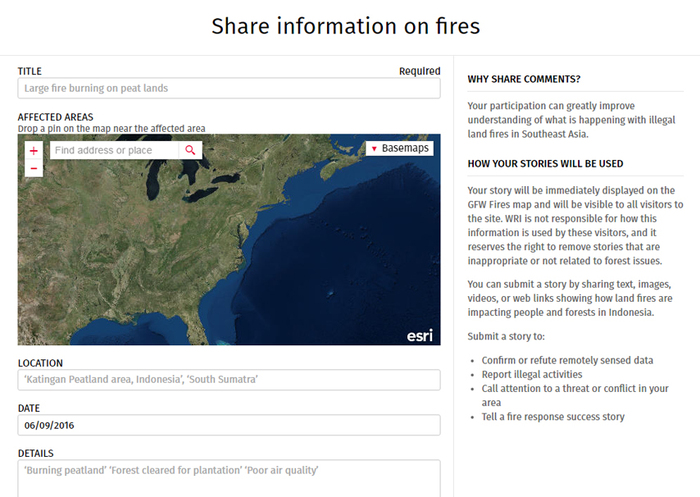 Share information on fires
TITLE
Required
Large fire burning on peat lands
AFFECTED AREAS
Drop a pin on the map near the affected area
+
Find address or place
▼ Basemaps
−
esri
LOCATION
‘Katingan Peatland area, Indonesia’, ‘South Sumatra’
DATE
06/09/2016
DETAILS
‘Burning peatland’ ‘Forest cleared for plantation’ ‘Poor air quality’
WHY SHARE COMMENTS?
Your participation can greatly improve
understanding of what is happening with illegal
land fires in Southeast Asia.
HOW YOUR STORIES WILL BE USED
Your story will be immediately displayed on the
GFW Fires map and will be visible to all visitors to
the site. WRI is not responsible for how this
information is used by these visitors, and it
reserves the right to remove stories that are
inappropriate or not related to forest issues.
You can submit a story by sharing text, images,
videos, or web links showing how land fires are
impacting people and forests in Indonesia.
Submit a story to:
• Confirm or refute remotely sensed data
• Report illegal activities
• Call attention to a threat or conflict in your
area
• Tell a fire response success story